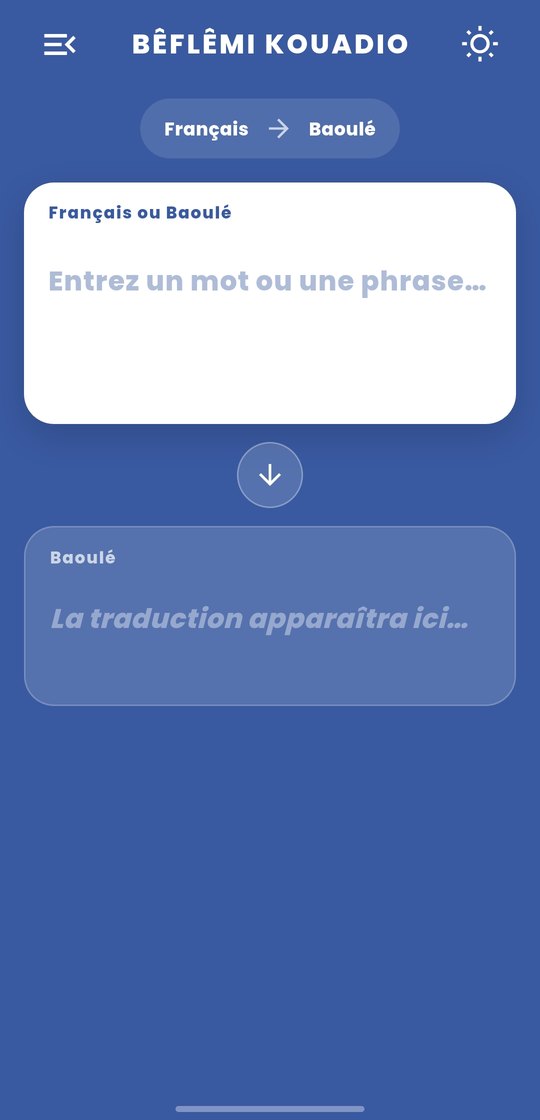 BÊFLÊMI KOUADIO
Français → Baoulé
Français ou Baoulé
Entrez un mot ou une phrase...
Baoulé
La traduction apparaîtra ici...